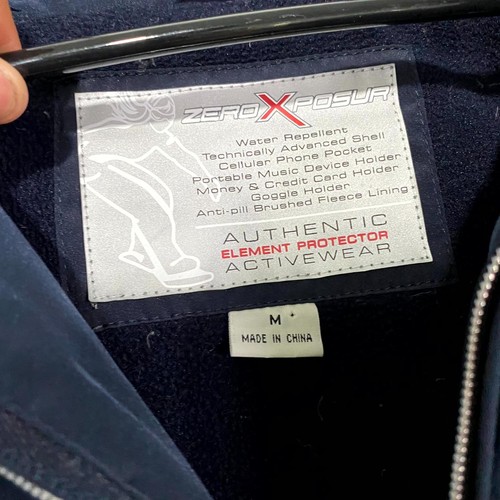 ZEROXPOSUR
Water Repellent
Technically Advanced Shell
Cellular Phone Pocket
Portable Music Device Holder
Money & Credit Card Holder
Goggle Holder
Anti-pill Brushed Fleece Lining
AUTHENTIC
ELEMENT PROTECTOR
ACTIVEWEAR
M
MADE IN CHINA